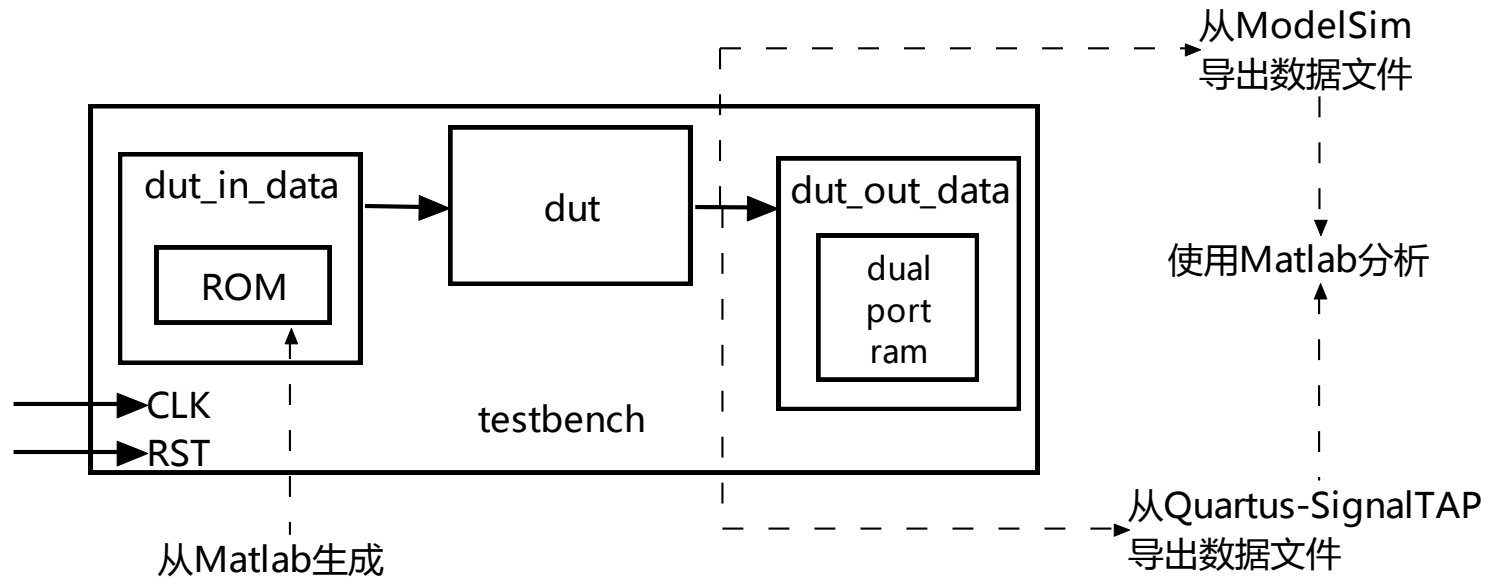 从ModelSim
导出数据文件
dut_in_data
ROM
dut
dut_out_data
dual
port
ram
使用Matlab分析
CLK
RST
testbench
从Quartus-SignalTAP
导出数据文件
从Matlab生成